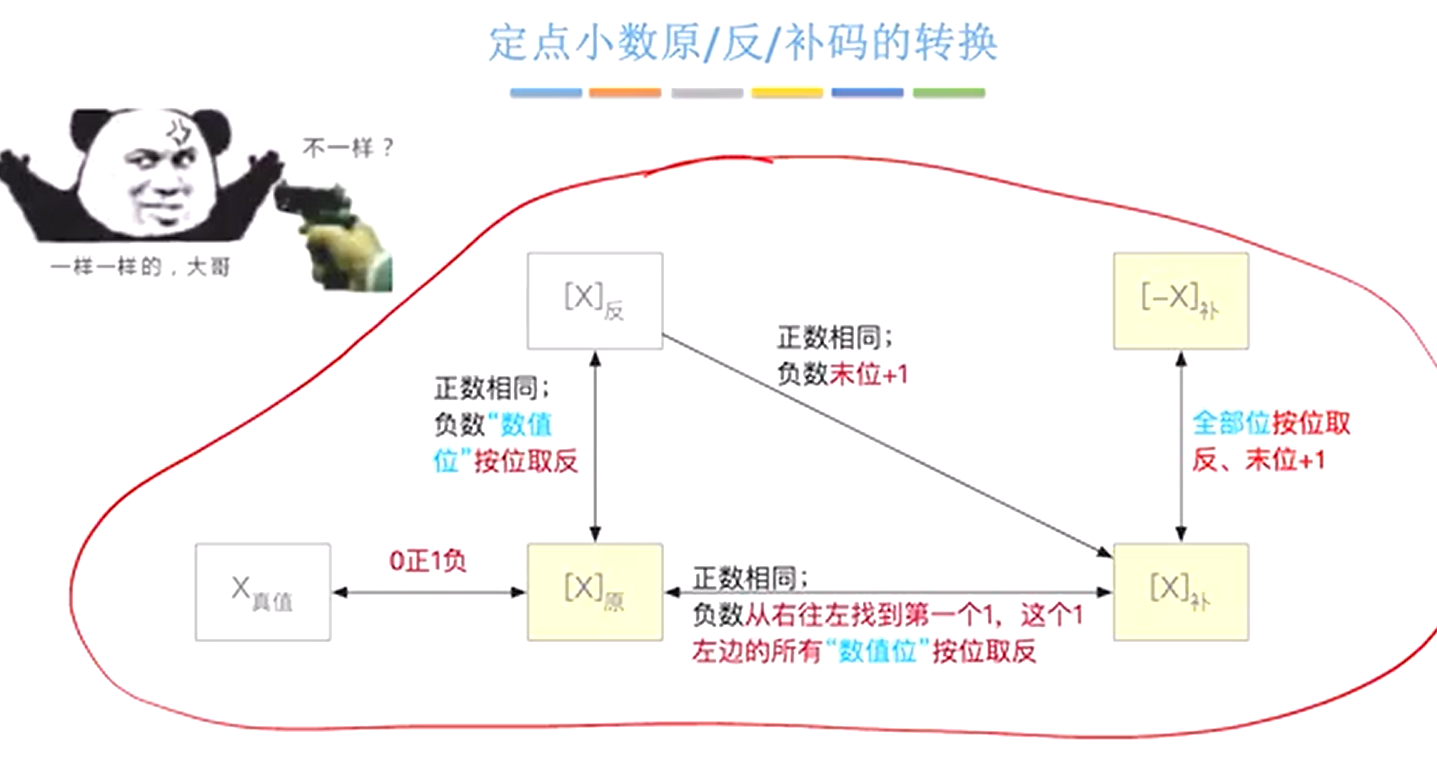 定点小数原/反/补码的转换
不一样？
一样一样的，大哥
[X]反
[-X]补
正数相同；
负数末位+1
正数相同；
负数“数值
位”按位取反
全部位按位取
反、末位+1
X真值
0正1负
[X]原
正数相同；
负数从右往左找到第一个1，这个1
左边的所有“数值位”按位取反
[X]补